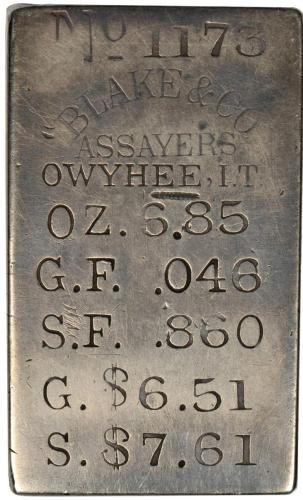 No 1173
BLAKE & CO
ASSAYERS
OWYHEE, I.T
OZ. 6.85
G.F. .046
S.F. .860
G. $6.51
S. $7.61